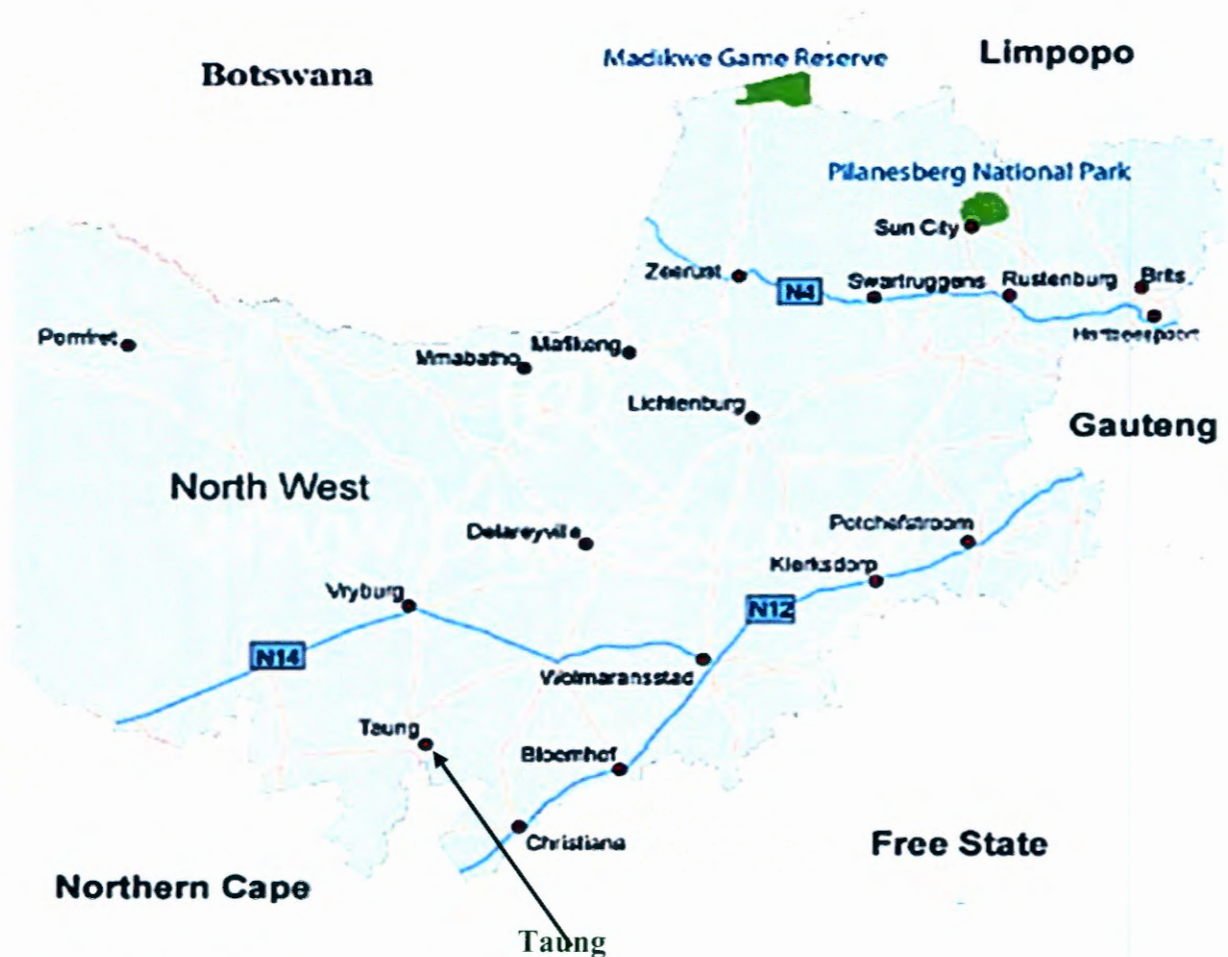 Madikwe Game Reserve
Limpopo
Botswana
Pilanesberg National Park
Sun City
Zeerust
N4
Swartruggens
Rustenburg
Brits
Hartbeespoort
Pomfret
Mmabatho
Mafikeng
Lichtenburg
Gauteng
North West
Delareyville
Potchefstroom
Klerksdorp
Vryburg
N12
N14
Wolmaransstad
Taung
Bloemhof
Christiana
Free State
Northern Cape
Taung